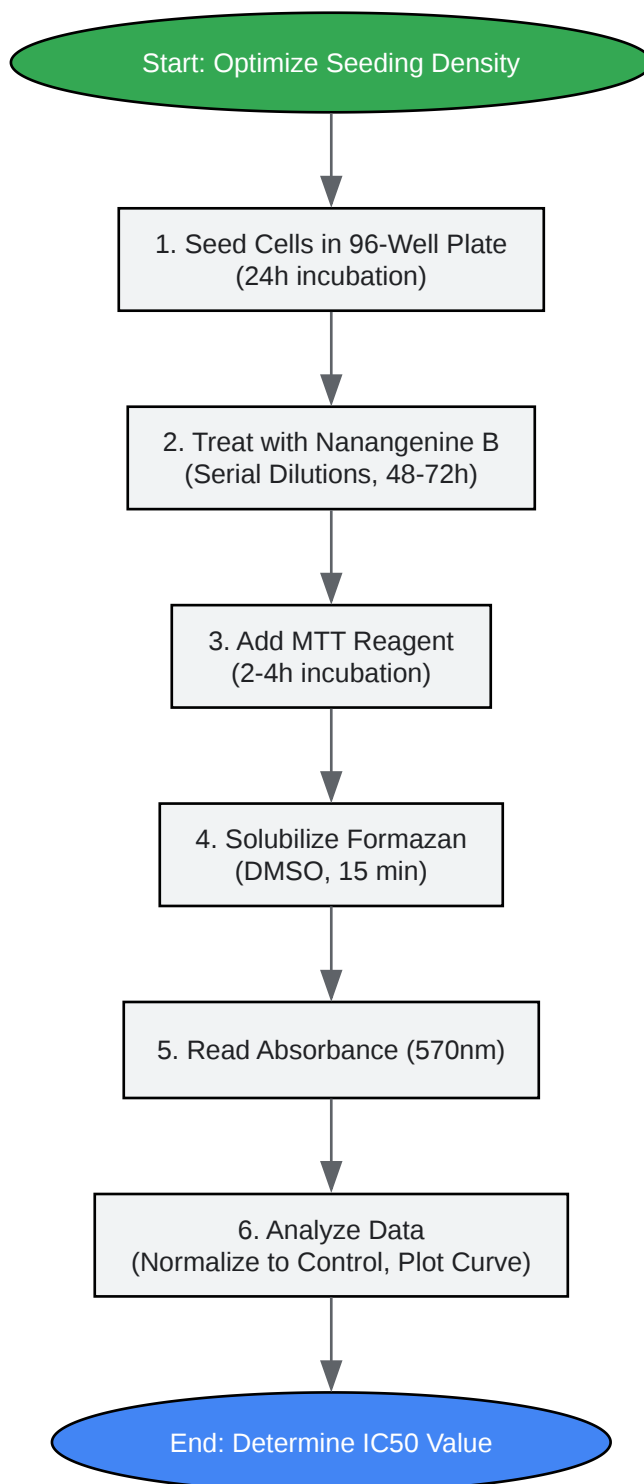 Start: Optimize Seeding Density
1. Seed Cells in 96-Well Plate
(24h incubation)
2. Treat with Nanangenine B
(Serial Dilutions, 48-72h)
3. Add MTT Reagent
(2-4h incubation)
4. Solubilize Formazan
(DMSO, 15 min)
5. Read Absorbance (570nm)
6. Analyze Data
(Normalize to Control, Plot Curve)
End: Determine IC50 Value